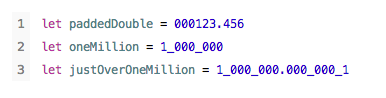 1 let paddedDouble = 000123.456
2 let oneMillion = 1_000_000
3 let justOverOneMillion = 1_000_000.000_000_1